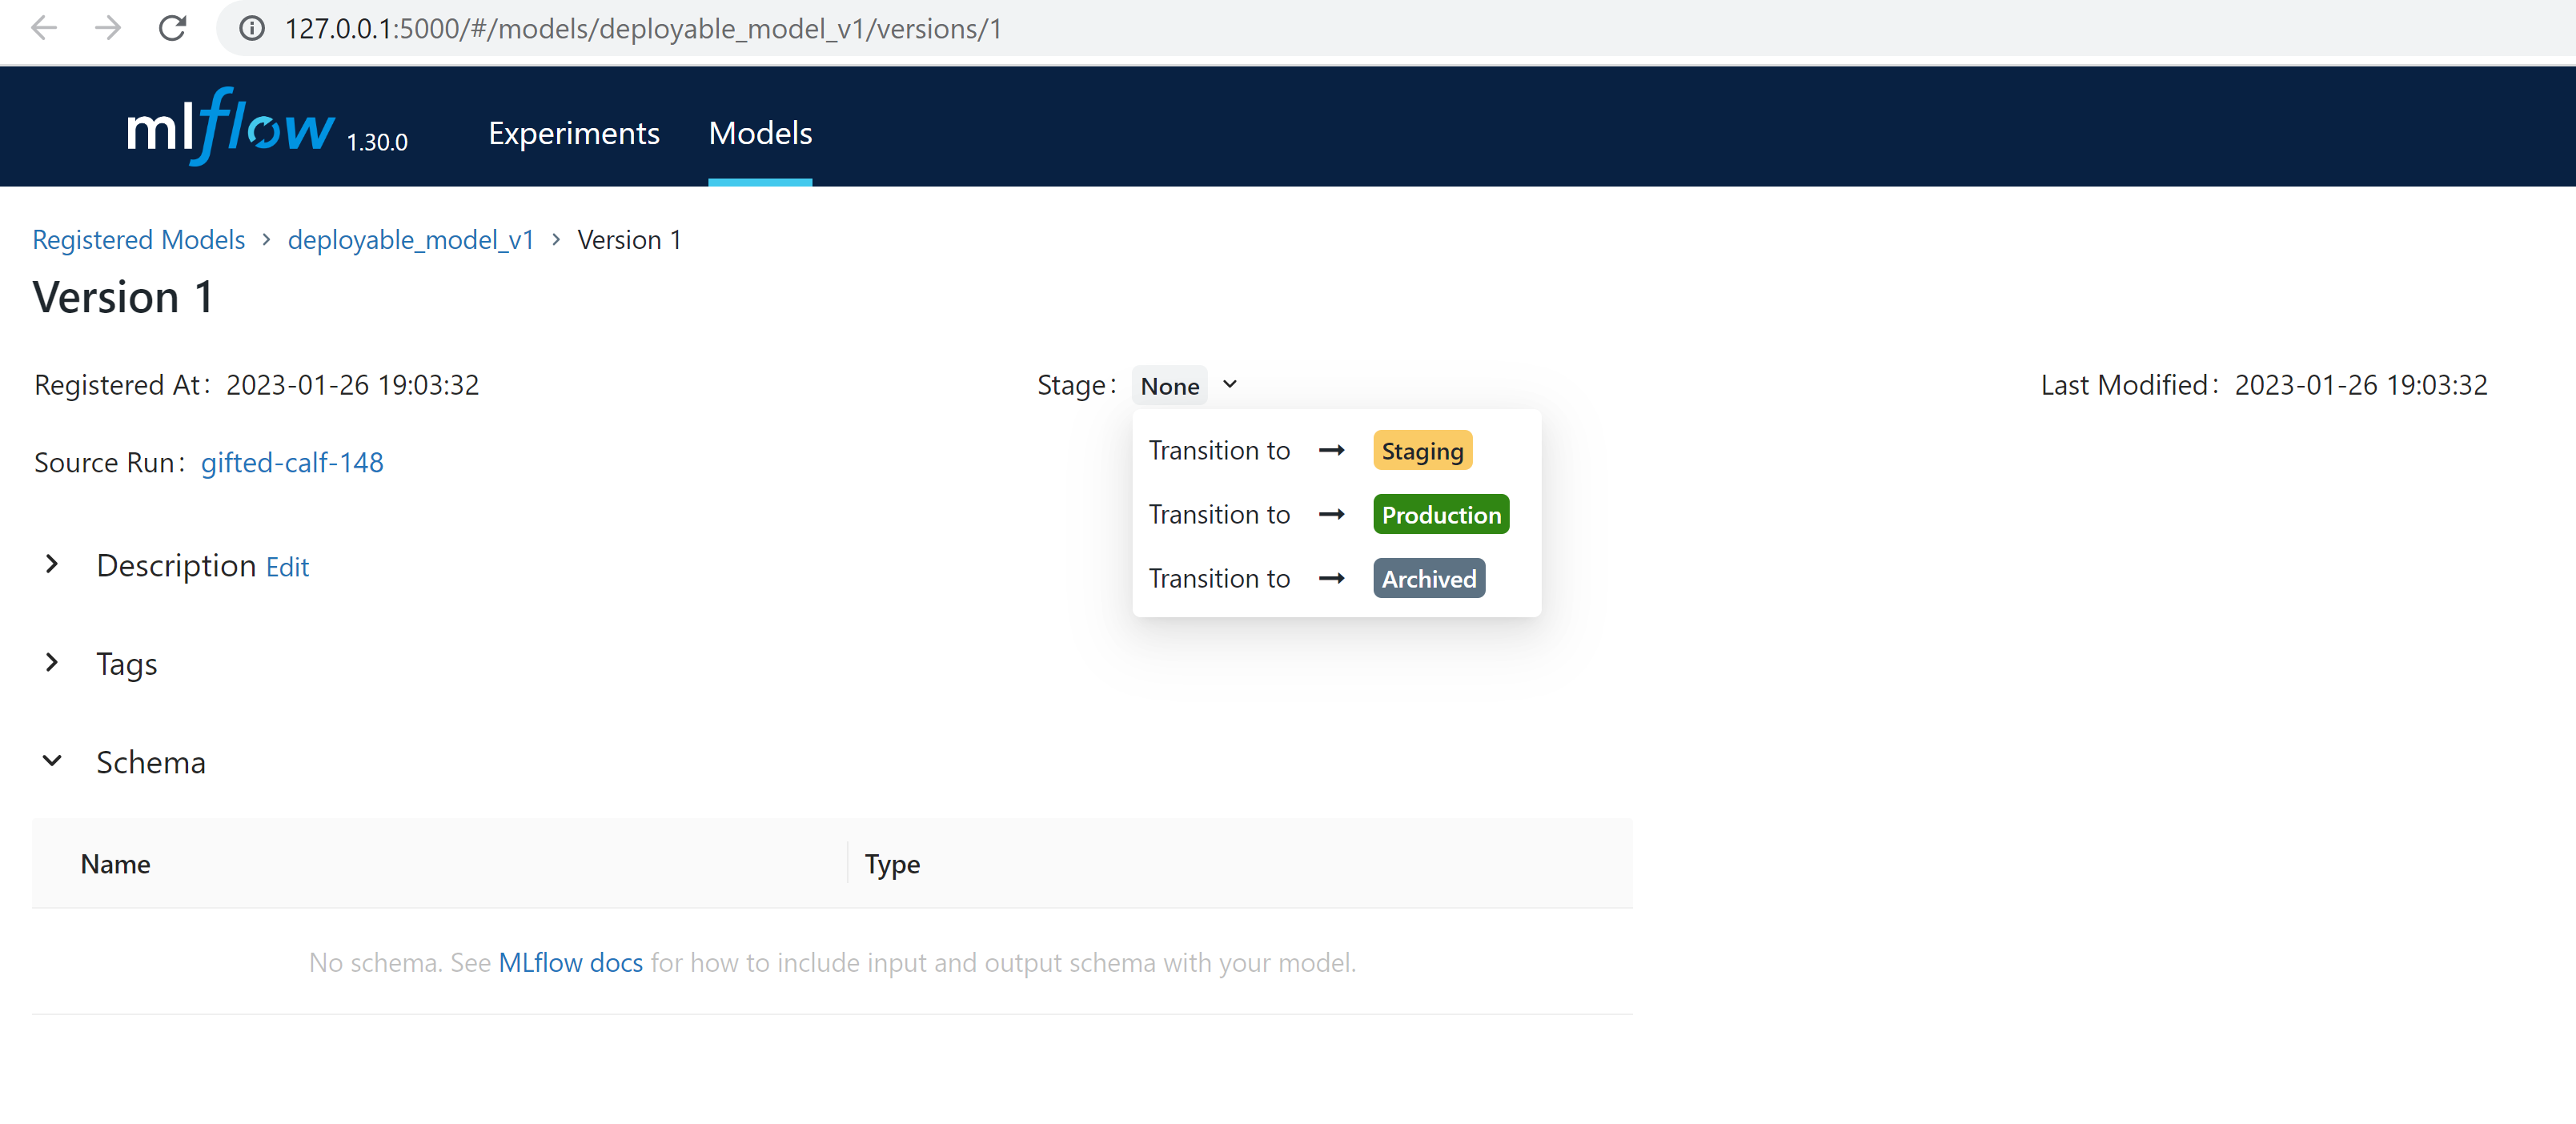 127.0.0.1:5000/#/models/deployable_model_v1/versions/1
mlflow 1.30.0 Experiments Models
Registered Models > deployable_model_v1 > Version 1
Version 1
Registered At: 2023-01-26 19:03:32 Stage: None Last Modified: 2023-01-26 19:03:32
Transition to → Staging
Source Run: gifted-calf-148
Transition to → Production
Transition to → Archived
Description Edit
Tags
Schema
Name Type
No schema. See MLflow docs for how to include input and output schema with your model.